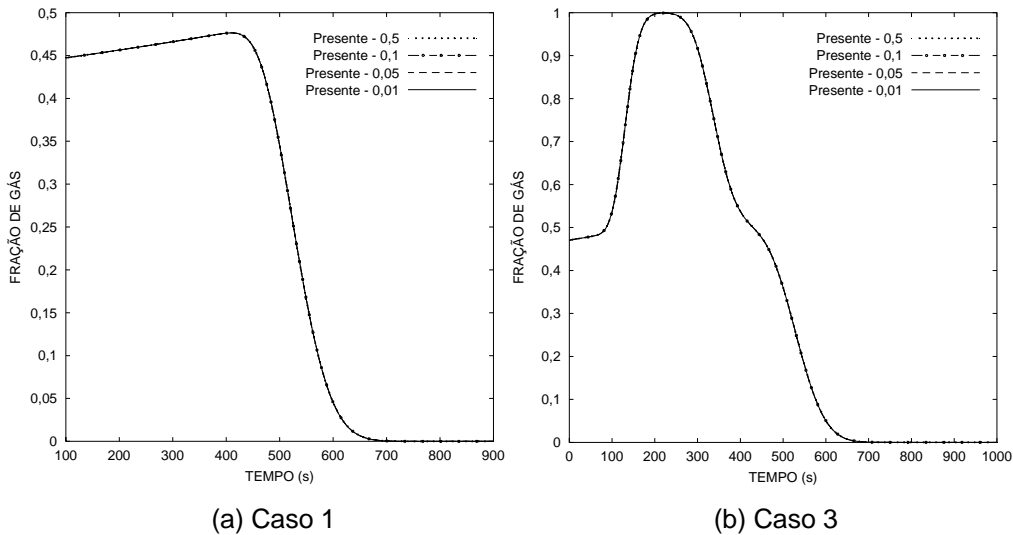 0,5
0,45
0,4
0,35
0,3
0,25
0,2
0,15
0,1
0,05
0
FRAÇÃO DE GÁS
100 200 300 400 500 600 700 800 900
TEMPO (s)
Presente - 0,5
Presente - 0,1
Presente - 0,05
Presente - 0,01
(a) Caso 1
1
0,9
0,8
0,7
0,6
0,5
0,4
0,3
0,2
0,1
0
FRAÇÃO DE GÁS
0 100 200 300 400 500 600 700 800 900 1000
TEMPO (s)
Presente - 0,5
Presente - 0,1
Presente - 0,05
Presente - 0,01
(b) Caso 3